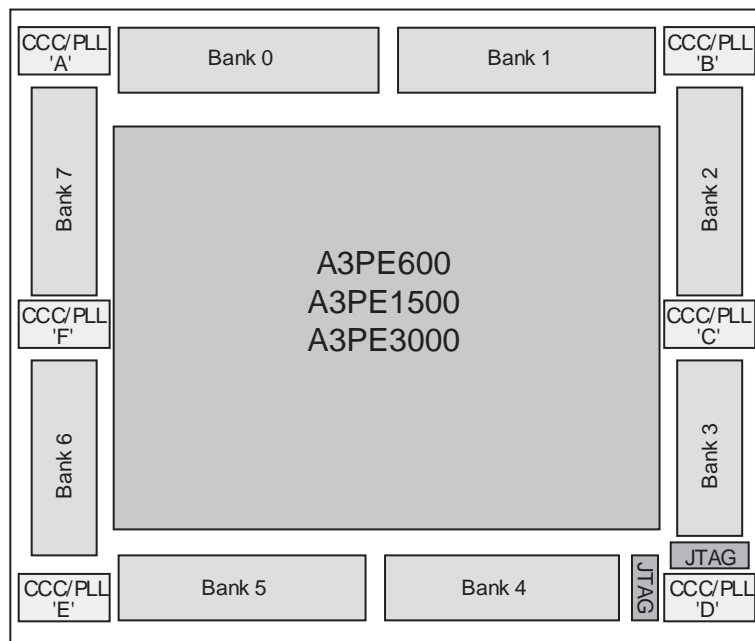 CCC/PLL
'A'
Bank 0
Bank 1
CCC/PLL
'B'
Bank 7
Bank 2
A3PE600
A3PE1500
A3PE3000
CCC/PLL
'F'
CCC/PLL
'C'
Bank 6
Bank 3
JTAG
CCC/PLL
'E'
Bank 5
Bank 4
JTAG
CCC/PLL
'D'